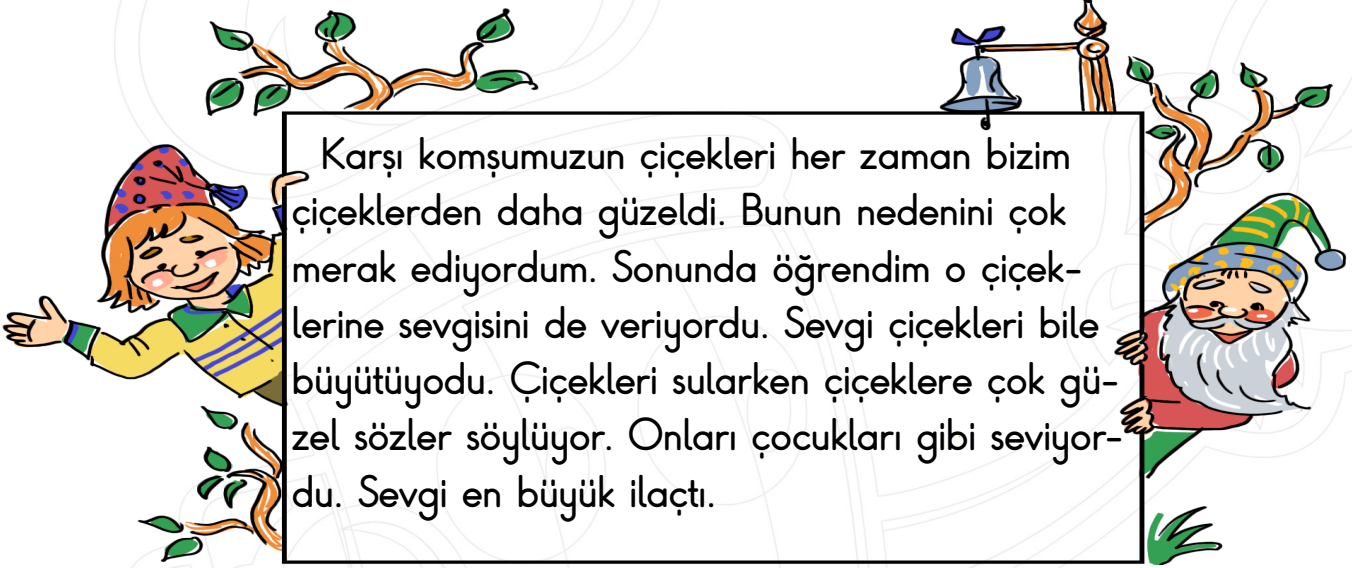 Karşı komşumuzun çiçekleri her zaman bizim
çiçeklerden daha güzeldi. Bunun nedenini çok
merak ediyordum. Sonunda öğrendim o çiçek-
lerine sevgisini de veriyordu. Sevgi çiçekleri bile
büyütüyodu. Çiçekleri sularken çiçeklere çok gü-
zel sözler söylüyor. Onları çocukları gibi seviyor-
du. Sevgi en büyük ilaçtı.